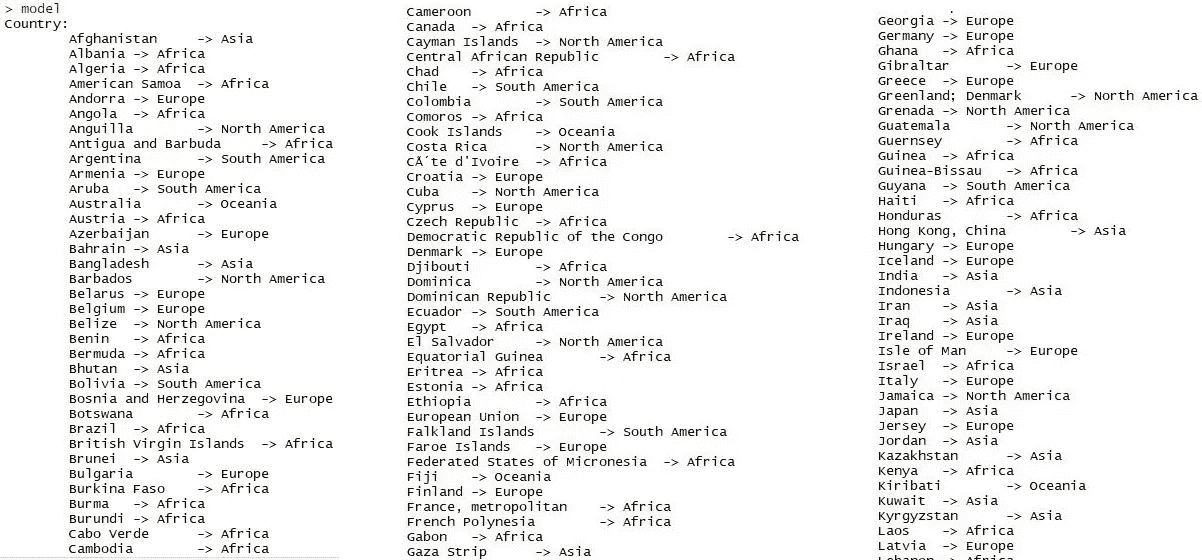 > model
Country:
Afghanistan -> Asia
Albania -> Africa
Algeria -> Africa
American Samoa -> Africa
Andorra -> Europe
Angola -> Africa
Anguilla -> North America
Antigua and Barbuda -> Africa
Argentina -> South America
Armenia -> Europe
Aruba -> South America
Australia -> Oceania
Austria -> Africa
Azerbaijan -> Europe
Bahrain -> Asia
Bangladesh -> Asia
Barbados -> North America
Belarus -> Europe
Belgium -> Europe
Belize -> North America
Benin -> Africa
Bermuda -> Africa
Bhutan -> Asia
Bolivia -> South America
Bosnia and Herzegovina -> Europe
Botswana -> Africa
Brazil -> Africa
British Virgin Islands -> Africa
Brunei -> Asia
Bulgaria -> Europe
Burkina Faso -> Africa
Burma -> Africa
Burundi -> Africa
Cabo Verde -> Africa
Cambodia -> Africa
Cameroon -> Africa
Canada -> Africa
Cayman Islands -> North America
Central African Republic -> Africa
Chad -> Africa
Chile -> South America
Colombia -> South America
Comoros -> Africa
Cook Islands -> Oceania
Costa Rica -> North America
CÃ´te d'Ivoire -> Africa
Croatia -> Europe
Cuba -> North America
Cyprus -> Europe
Czech Republic -> Africa
Democratic Republic of the Congo -> Africa
Denmark -> Europe
Djibouti -> Africa
Dominica -> North America
Dominican Republic -> North America
Ecuador -> South America
Egypt -> Africa
El Salvador -> North America
Equatorial Guinea -> Africa
Eritrea -> Africa
Estonia -> Africa
Ethiopia -> Africa
European Union -> Europe
Falkland Islands -> South America
Faroe Islands -> Europe
Federated States of Micronesia -> Africa
Fiji -> Oceania
Finland -> Europe
France, metropolitan -> Africa
French Polynesia -> Africa
Gabon -> Africa
Gaza Strip -> Asia
Georgia -> Europe
Germany -> Europe
Ghana -> Africa
Gibraltar -> Europe
Greece -> Europe
Greenland; Denmark -> North America
Grenada -> North America
Guatemala -> North America
Guernsey -> Africa
Guinea -> Africa
Guinea-Bissau -> Africa
Guyana -> South America
Haiti -> Africa
Honduras -> Africa
Hong Kong, China -> Asia
Hungary -> Europe
Iceland -> Europe
India -> Asia
Indonesia -> Asia
Iran -> Asia
Iraq -> Asia
Ireland -> Europe
Isle of Man -> Europe
Israel -> Africa
Italy -> Europe
Jamaica -> North America
Japan -> Asia
Jersey -> Europe
Jordan -> Asia
Kazakhstan -> Asia
Kenya -> Africa
Kiribati -> Oceania
Kuwait -> Asia
Kyrgyzstan -> Asia
Laos -> Africa
Latvia -> Europe
Lebanon -> Africa